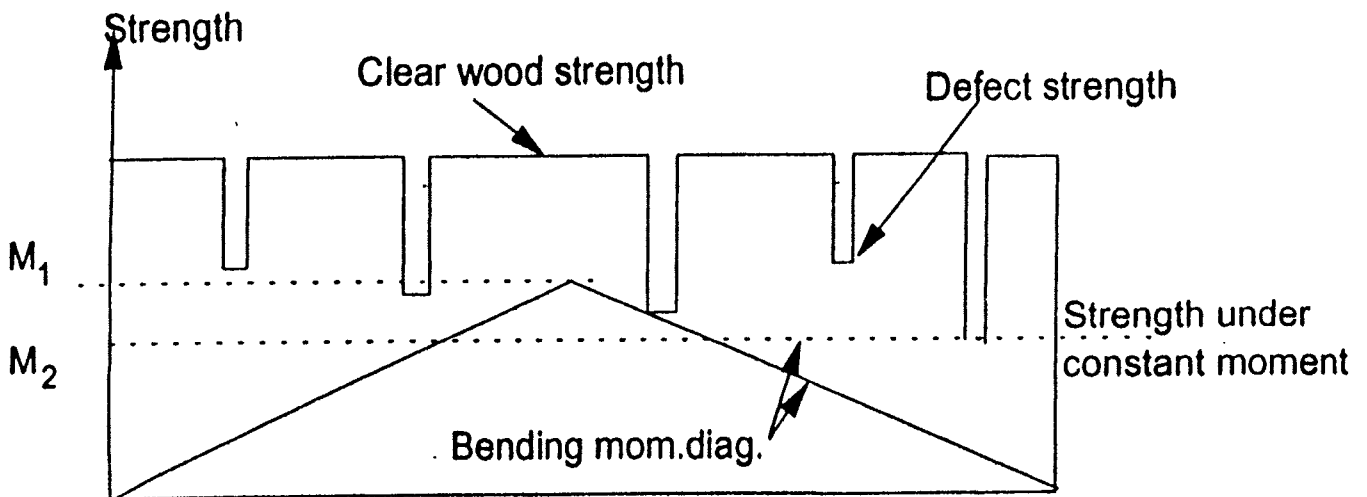 Strength
Clear wood strength
Defect strength
M1
M2
Strength under
constant moment
Bending mom.diag.